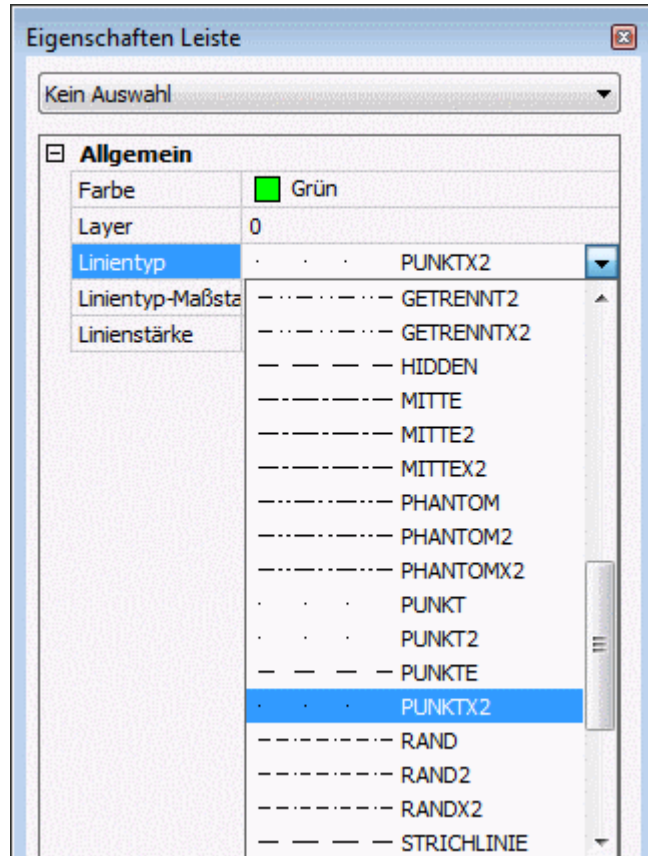 Eigenschaften Leiste
Kein Auswahl
Allgemein
Farbe Grün
Layer 0
Linientyp PUNKTX2
Linientyp-Maßsta GETRENNT2
Linienstärke GETRENNTX2
HIDDEN
MITTE
MITTE2
MITTEX2
PHANTOM
PHANTOM2
PHANTOMX2
PUNKT
PUNKT2
PUNKTE
PUNKTX2
RAND
RAND2
RANDX2
STRICHLINIE